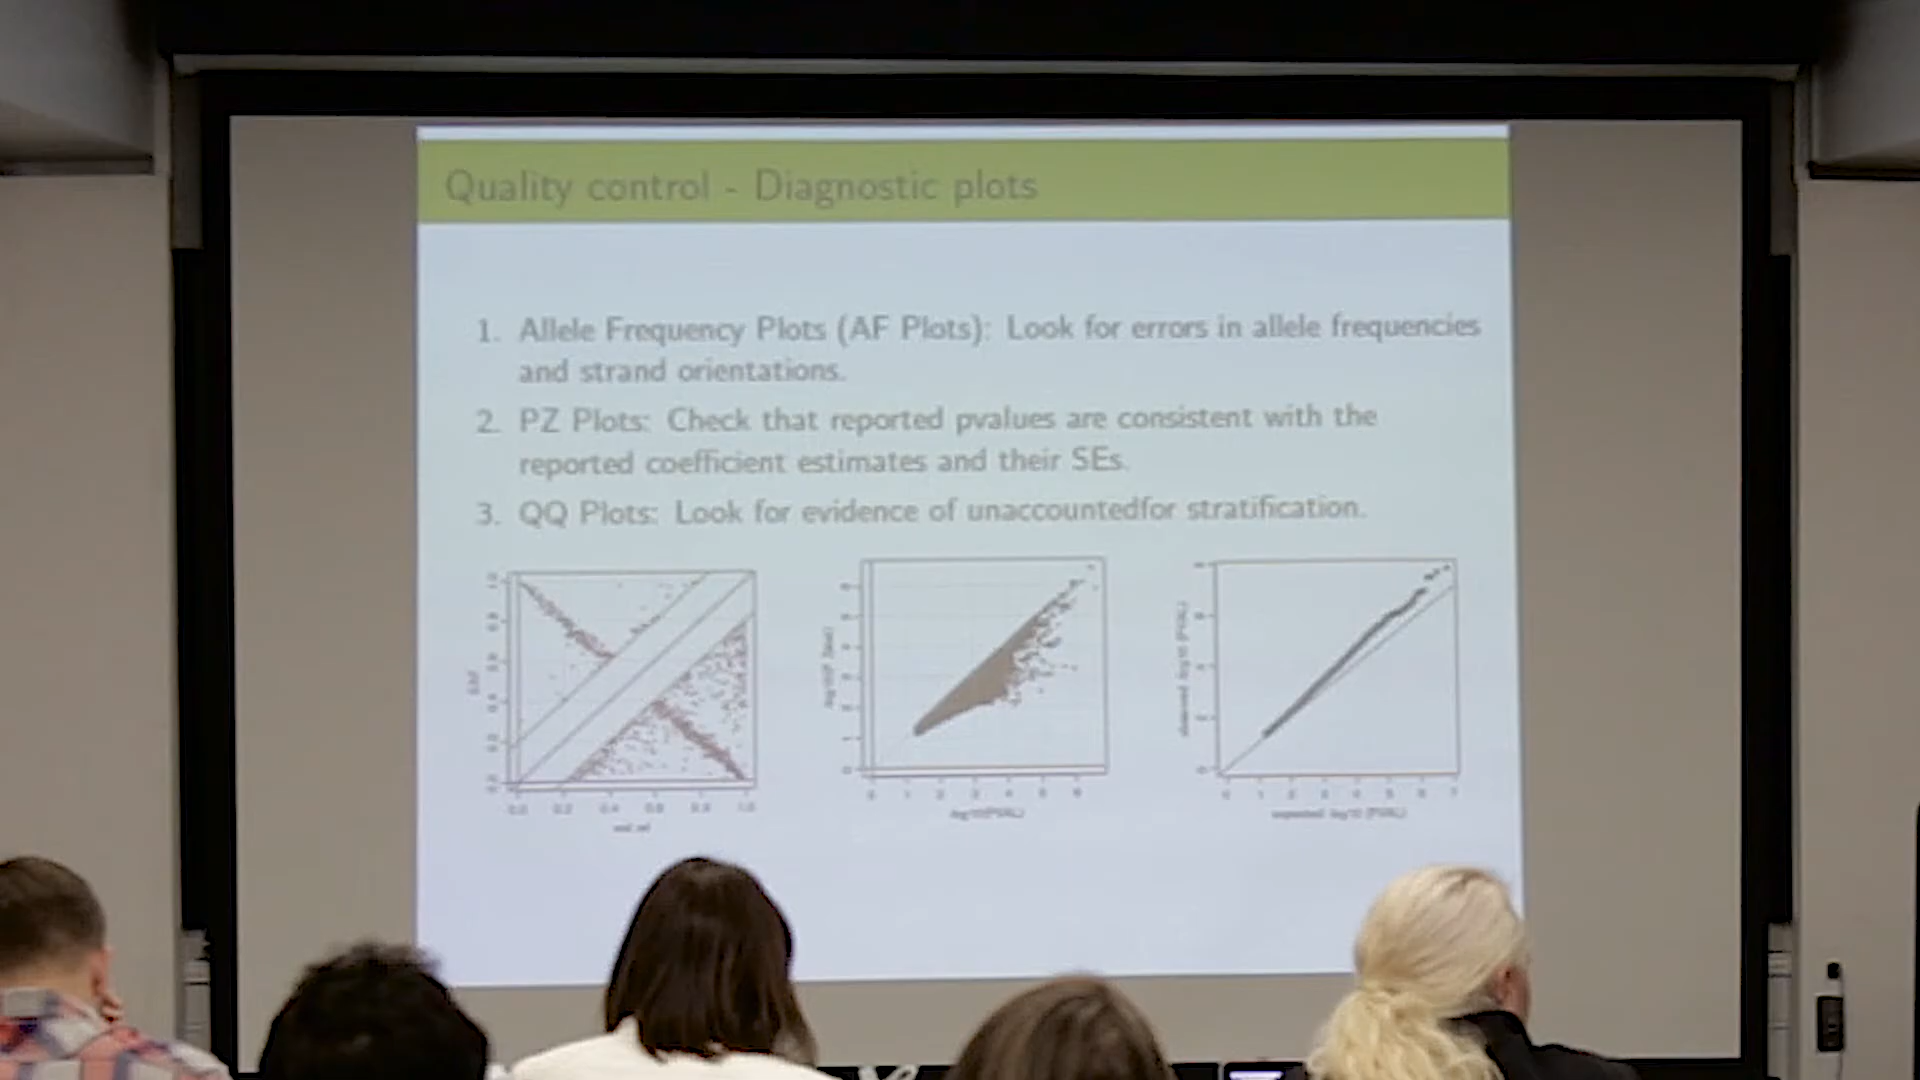 Quality control - Diagnostic plots
1. Allele Frequency Plots (AF Plots): Look for errors in allele frequencies
and strand orientations.
2. PZ Plots: Check that reported pvalues are consistent with the
reported coefficient estimates and their SEs.
3. QQ Plots: Look for evidence of unaccountedfor stratification.